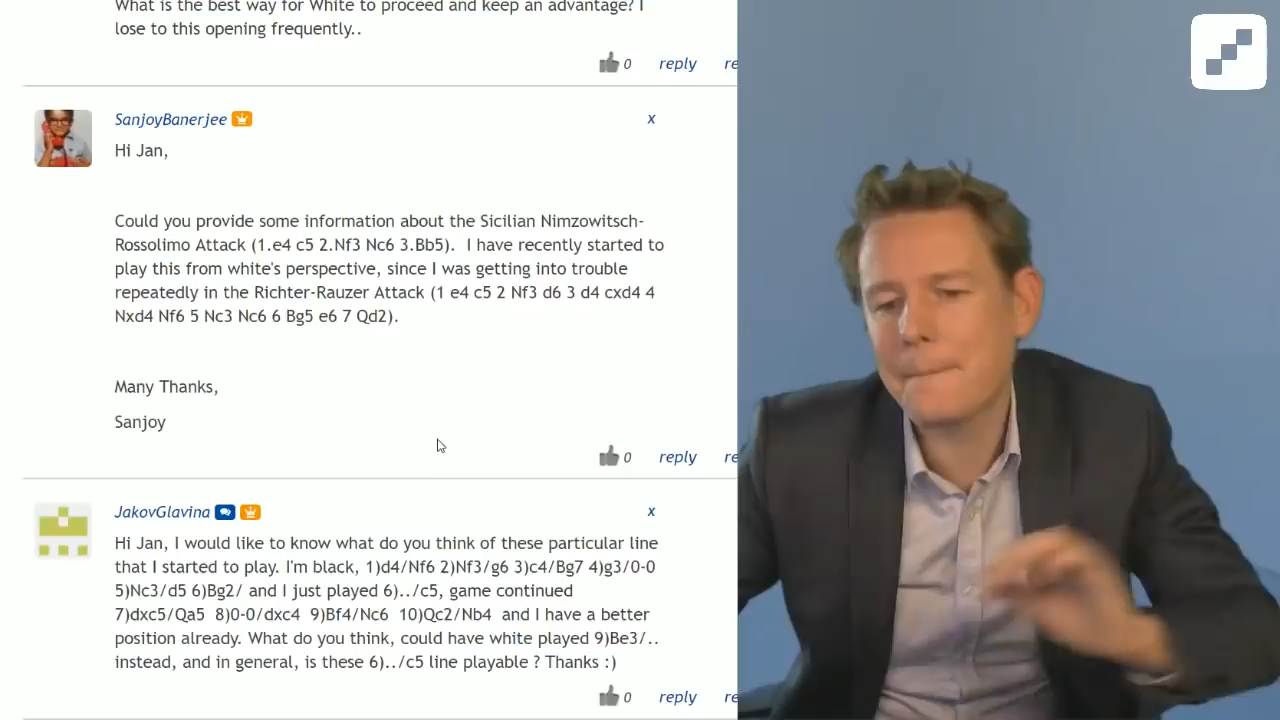 What is the best way for White to proceed and keep an advantage? I
lose to this opening frequently..
0 reply re
SanjoyBanerjee
x
Hi Jan,
Could you provide some information about the Sicilian Nimzowitsch-
Rossolimo Attack (1.e4 c5 2.Nf3 Nc6 3.Bb5). I have recently started to
play this from white's perspective, since I was getting into trouble
repeatedly in the Richter-Rauzer Attack (1 e4 c5 2 Nf3 d6 3 d4 cxd4 4
Nxd4 Nf6 5 Nc3 Nc6 6 Bg5 e6 7 Qd2).
Many Thanks,
Sanjoy
0 reply re
JakovGlavina
x
Hi Jan, I would like to know what do you think of these particular line
that I started to play. I'm black, 1)d4/Nf6 2)Nf3/g6 3)c4/Bg7 4)g3/0-0
5)Nc3/d5 6)Bg2/ and I just played 6)../c5, game continued
7)dxc5/Qa5 8)0-0/dxc4 9)Bf4/Nc6 10)Qc2/Nb4 and I have a better
position already. What do you think, could have white played 9)Be3/..
instead, and in general, is these 6)../c5 line playable ? Thanks :)
0 reply re